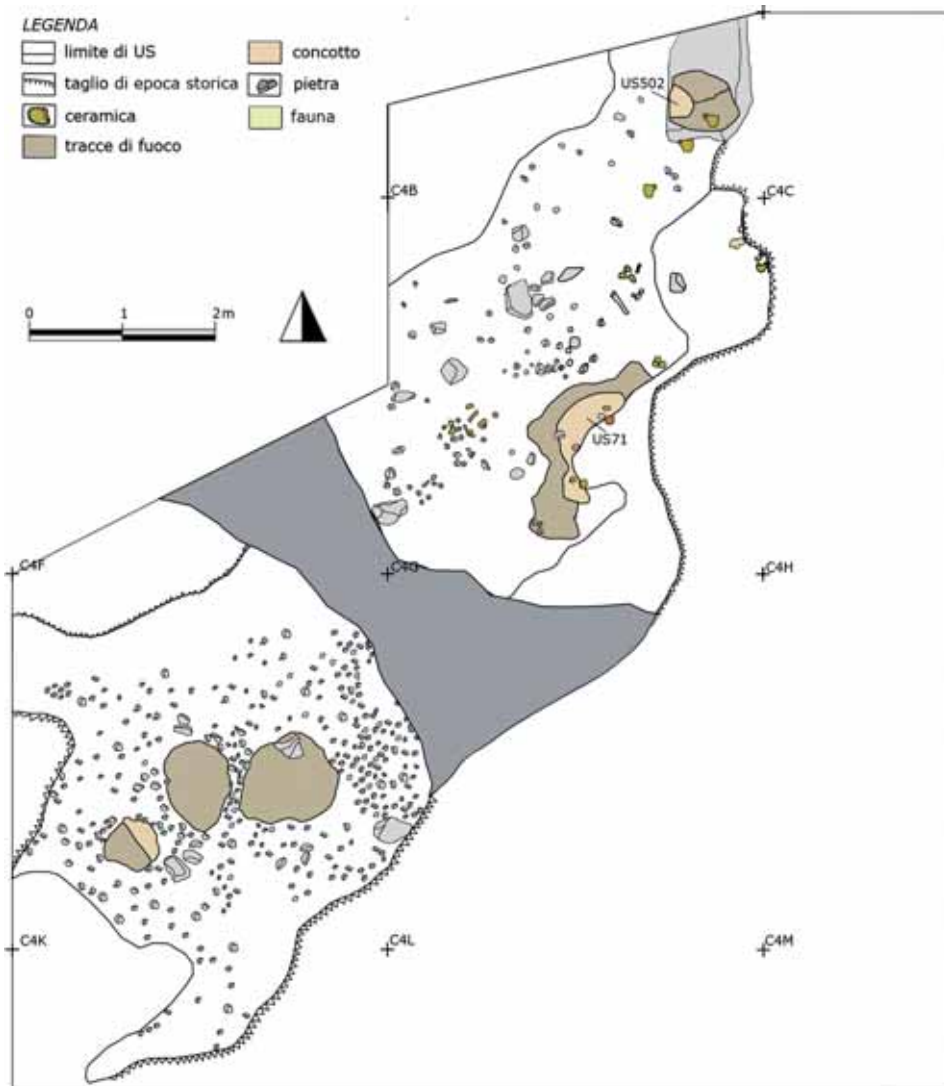 LEGENDA
limite di US
concotto
taglio di epoca storica
pietra
ceramica
fauna
tracce di fuoco
US502
C4B
C4C
0 1 2 m
US71
C4F
C4G
C4H
C4K
C4L
C4M